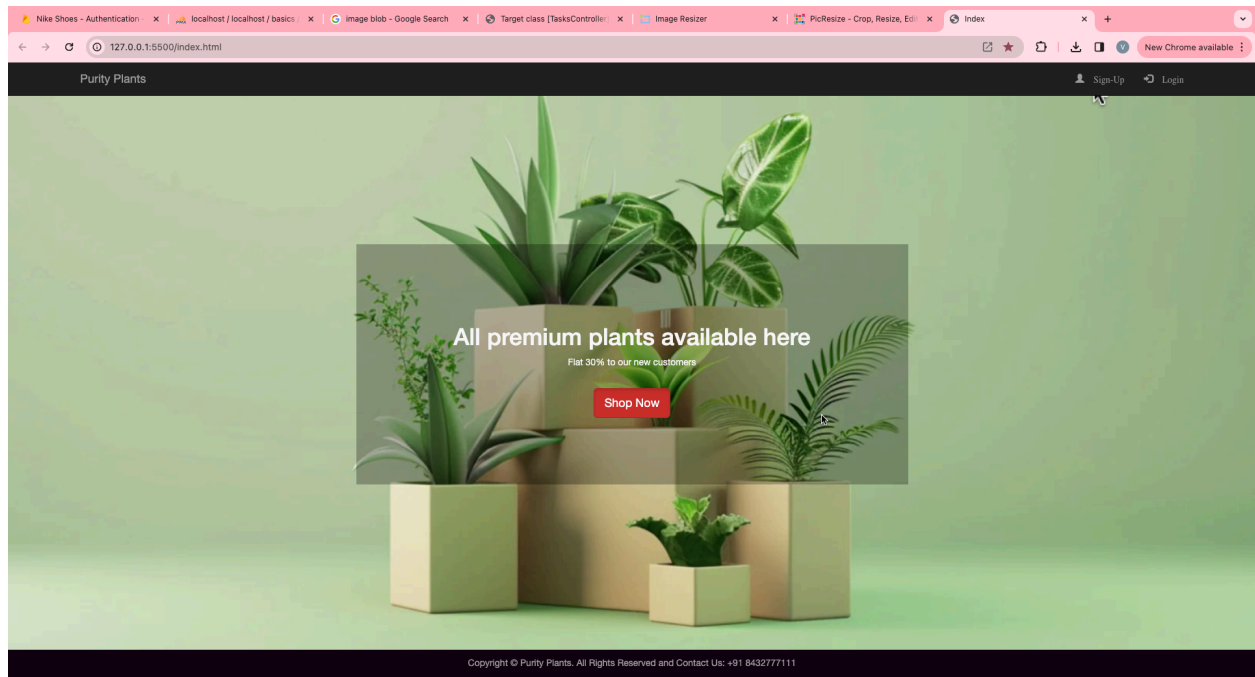 Nike Shoes - Authentication -
localhost / localhost / basics /
image blob - Google Search
Target class [TasksController]
Image Resizer
PicResize - Crop, Resize, Edi
Index
127.0.0.1:5500/index.html
V
New Chrome available
Purity Plants
Sign-Up
Login
All premium plants available here
Flat 30% to our new customers
Shop Now
Copyright © Purity Plants. All Rights Reserved and Contact Us: +91 8432777111